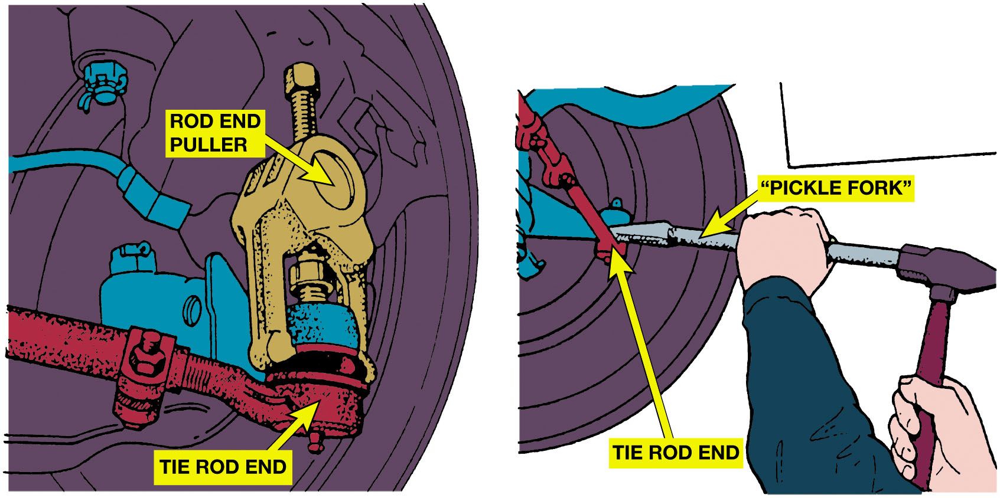 ROD END
PULLER
TIE ROD END
“PICKLE FORK”
TIE ROD END